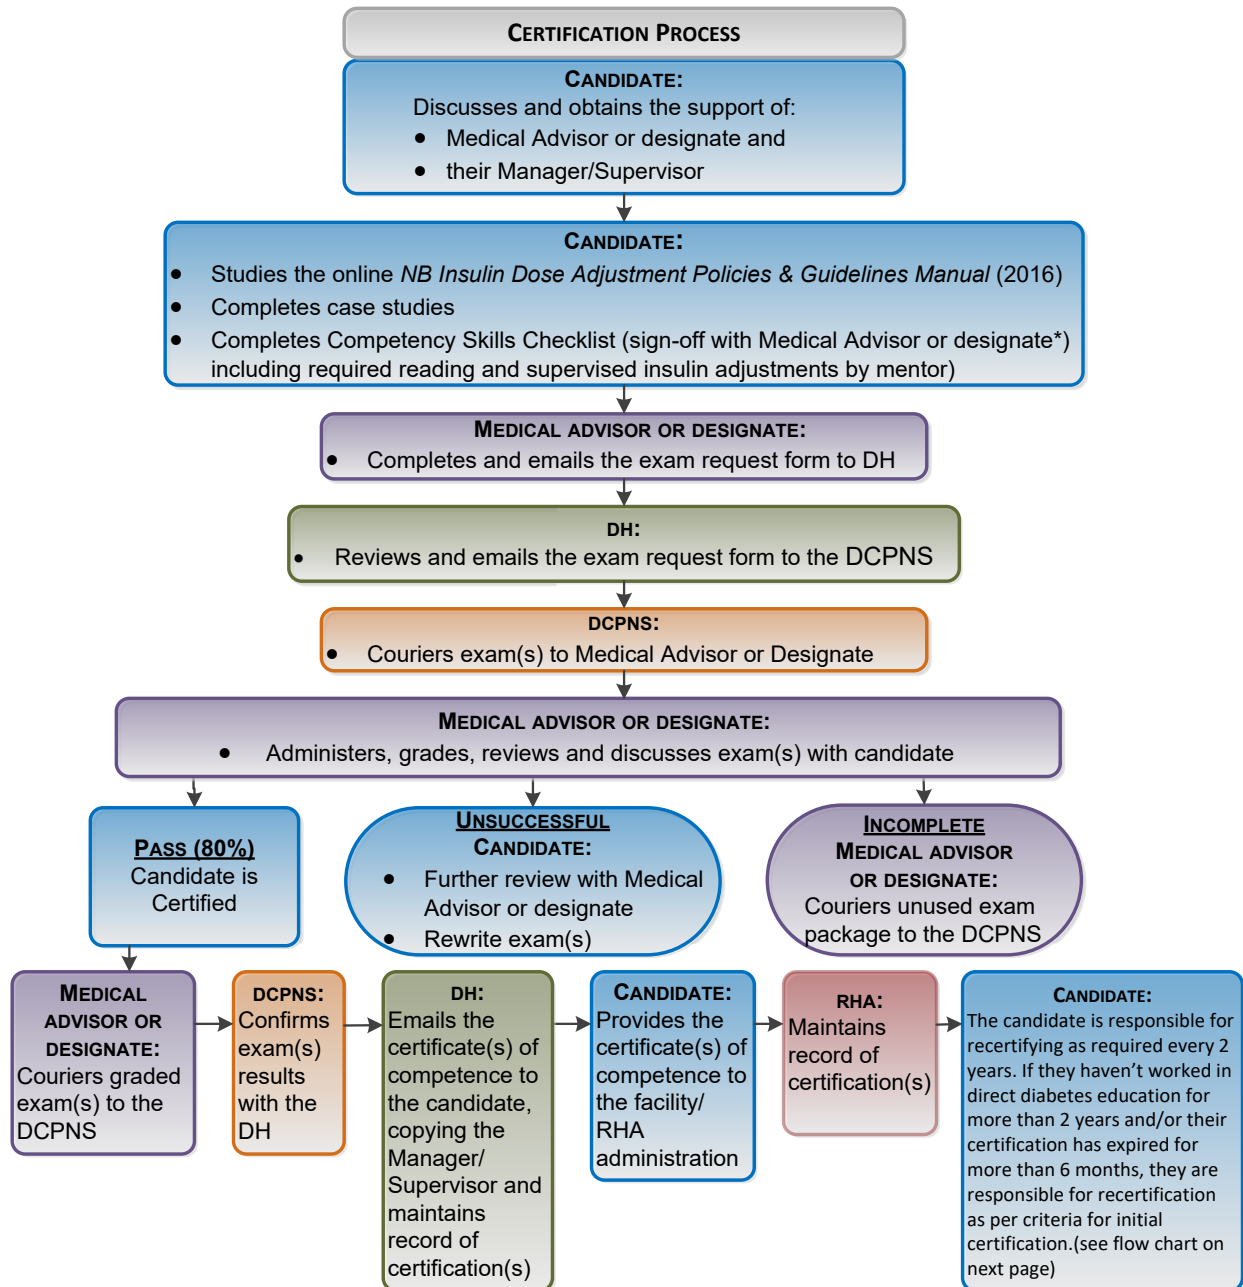 CERTIFICATION PROCESS
CANDIDATE:
Discusses and obtains the support of:
• Medical Advisor or designate and
• their Manager/Supervisor
CANDIDATE:
• Studies the online NB Insulin Dose Adjustment Policies & Guidelines Manual (2016)
• Completes case studies
• Completes Competency Skills Checklist (sign-off with Medical Advisor or designate*)
including required reading and supervised insulin adjustments by mentor)
MEDICAL ADVISOR OR DESIGNATE:
• Completes and emails the exam request form to DH
DH:
• Reviews and emails the exam request form to the DCPNS
DCPNS:
• Couriers exam(s) to Medical Advisor or Designate
MEDICAL ADVISOR OR DESIGNATE:
• Administers, grades, reviews and discusses exam(s) with candidate
PASS (80%)
Candidate is
Certified
UNSUCCESSFUL
CANDIDATE:
• Further review with Medical
Advisor or designate
• Rewrite exam(s)
INCOMPLETE
MEDICAL ADVISOR
OR DESIGNATE:
Couriers unused exam
package to the DCPNS
MEDICAL
ADVISOR OR
DESIGNATE:
Couriers graded
exam(s) to the
DCPNS
DCPNS:
Confirms
exam(s)
results
with the
DH
DH:
Emails the
certificate(s) of
competence to
the candidate,
copying the
Manager/
Supervisor and
maintains
record of
certification(s)
CANDIDATE:
Provides the
certificate(s) of
competence to
the facility/
RHA
administration
RHA:
Maintains
record of
certification(s)
CANDIDATE:
The candidate is responsible for
recertifying as required every 2
years. If they haven't worked in
direct diabetes education for
more than 2 years and/or their
certification has expired for
more than 6 months, they are
responsible for recertification
as per criteria for initial
certification.(see flow chart on
next page)